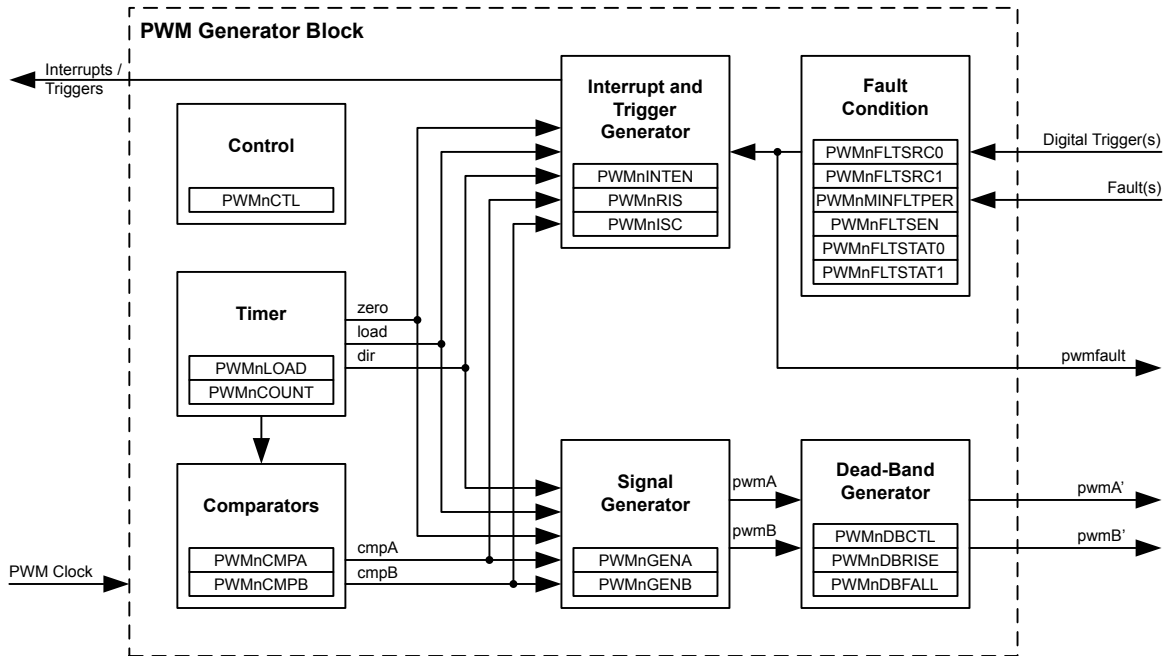 PWM Generator Block
Interrupts /
Triggers
Control
PWMnCTL
Timer
PWMnLOAD
PWMnCOUNT
zero
load
dir
Comparators
PWMnCMPA
PWMnCMPB
cmpA
cmpB
PWM Clock
Interrupt and
Trigger
Generator
PWMnINTEN
PWMnRIS
PWMnISC
Fault
Condition
PWMnFLTSRC0
PWMnFLTSRC1
PWMnMINFLTPER
PWMnFLTSEN
PWMnFLTSTAT0
PWMnFLTSTAT1
Digital Trigger(s)
Fault(s)
pwmfault
Signal
Generator
PWMnGENA
PWMnGENB
pwmA
pwmB
Dead-Band
Generator
PWMnDBCTL
PWMnDBRISE
PWMnDBFALL
pwmA’
pwmB’